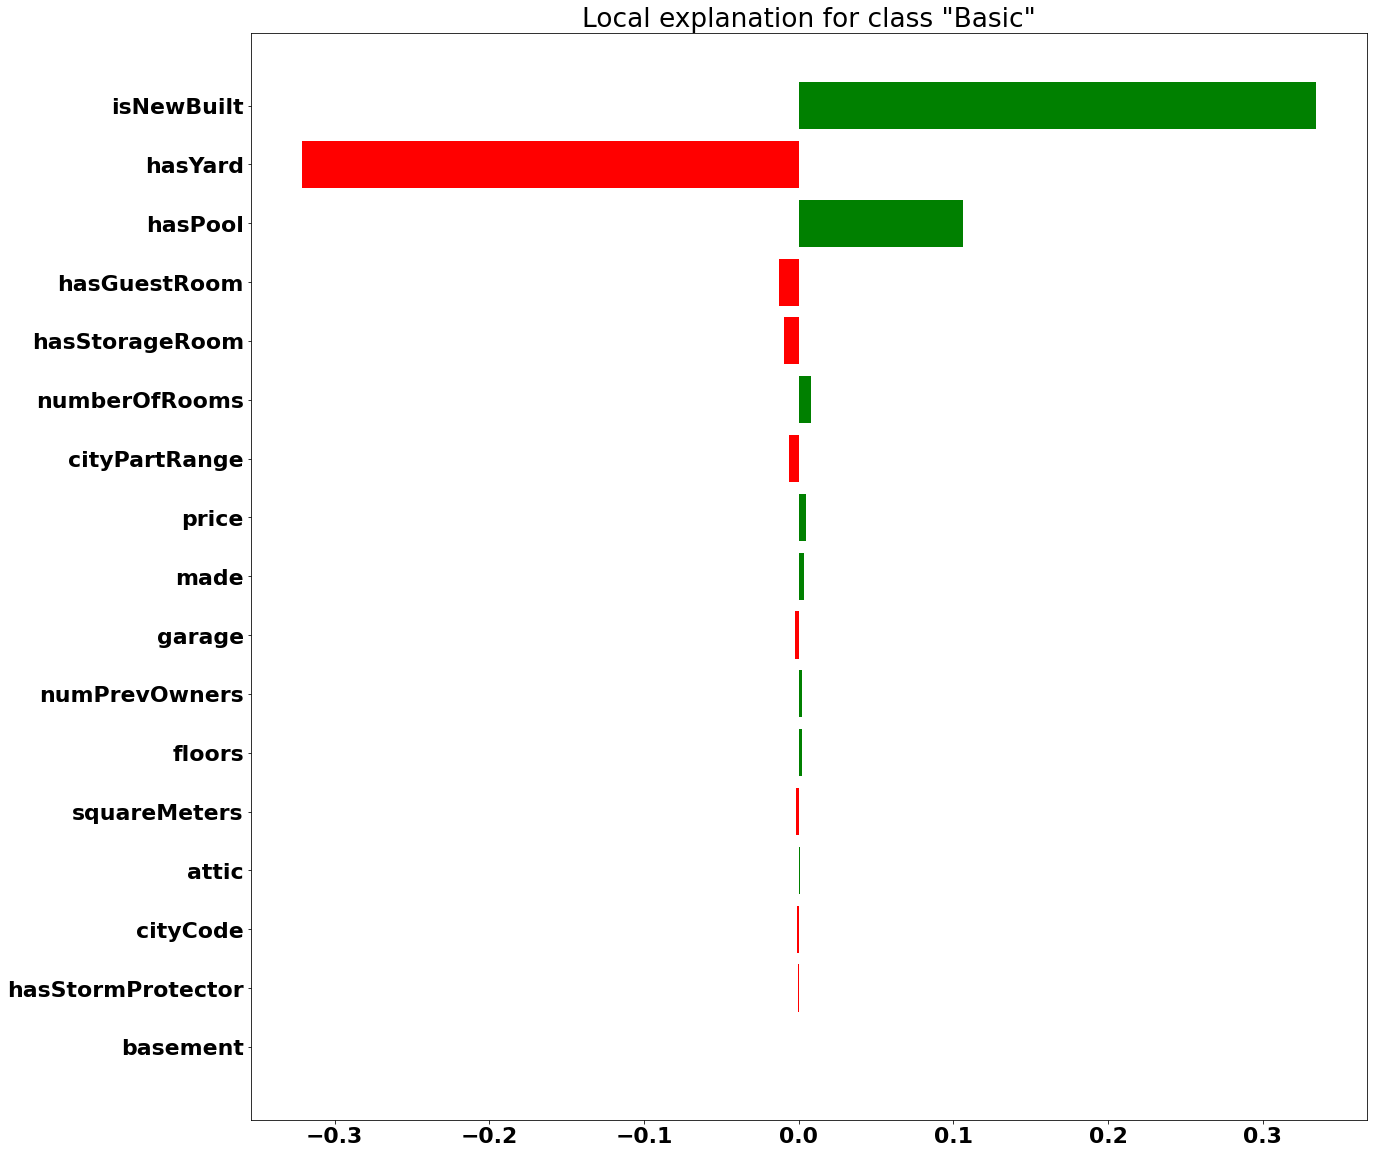 Local explanation for class "Basic"
isNewBuilt
hasYard
hasPool
hasGuestRoom
hasStorageRoom
numberOfRooms
cityPartRange
price
made
garage
numPrevOwners
floors
squareMeters
attic
cityCode
hasStormProtector
basement
−0.3 −0.2 −0.1 0.0 0.1 0.2 0.3